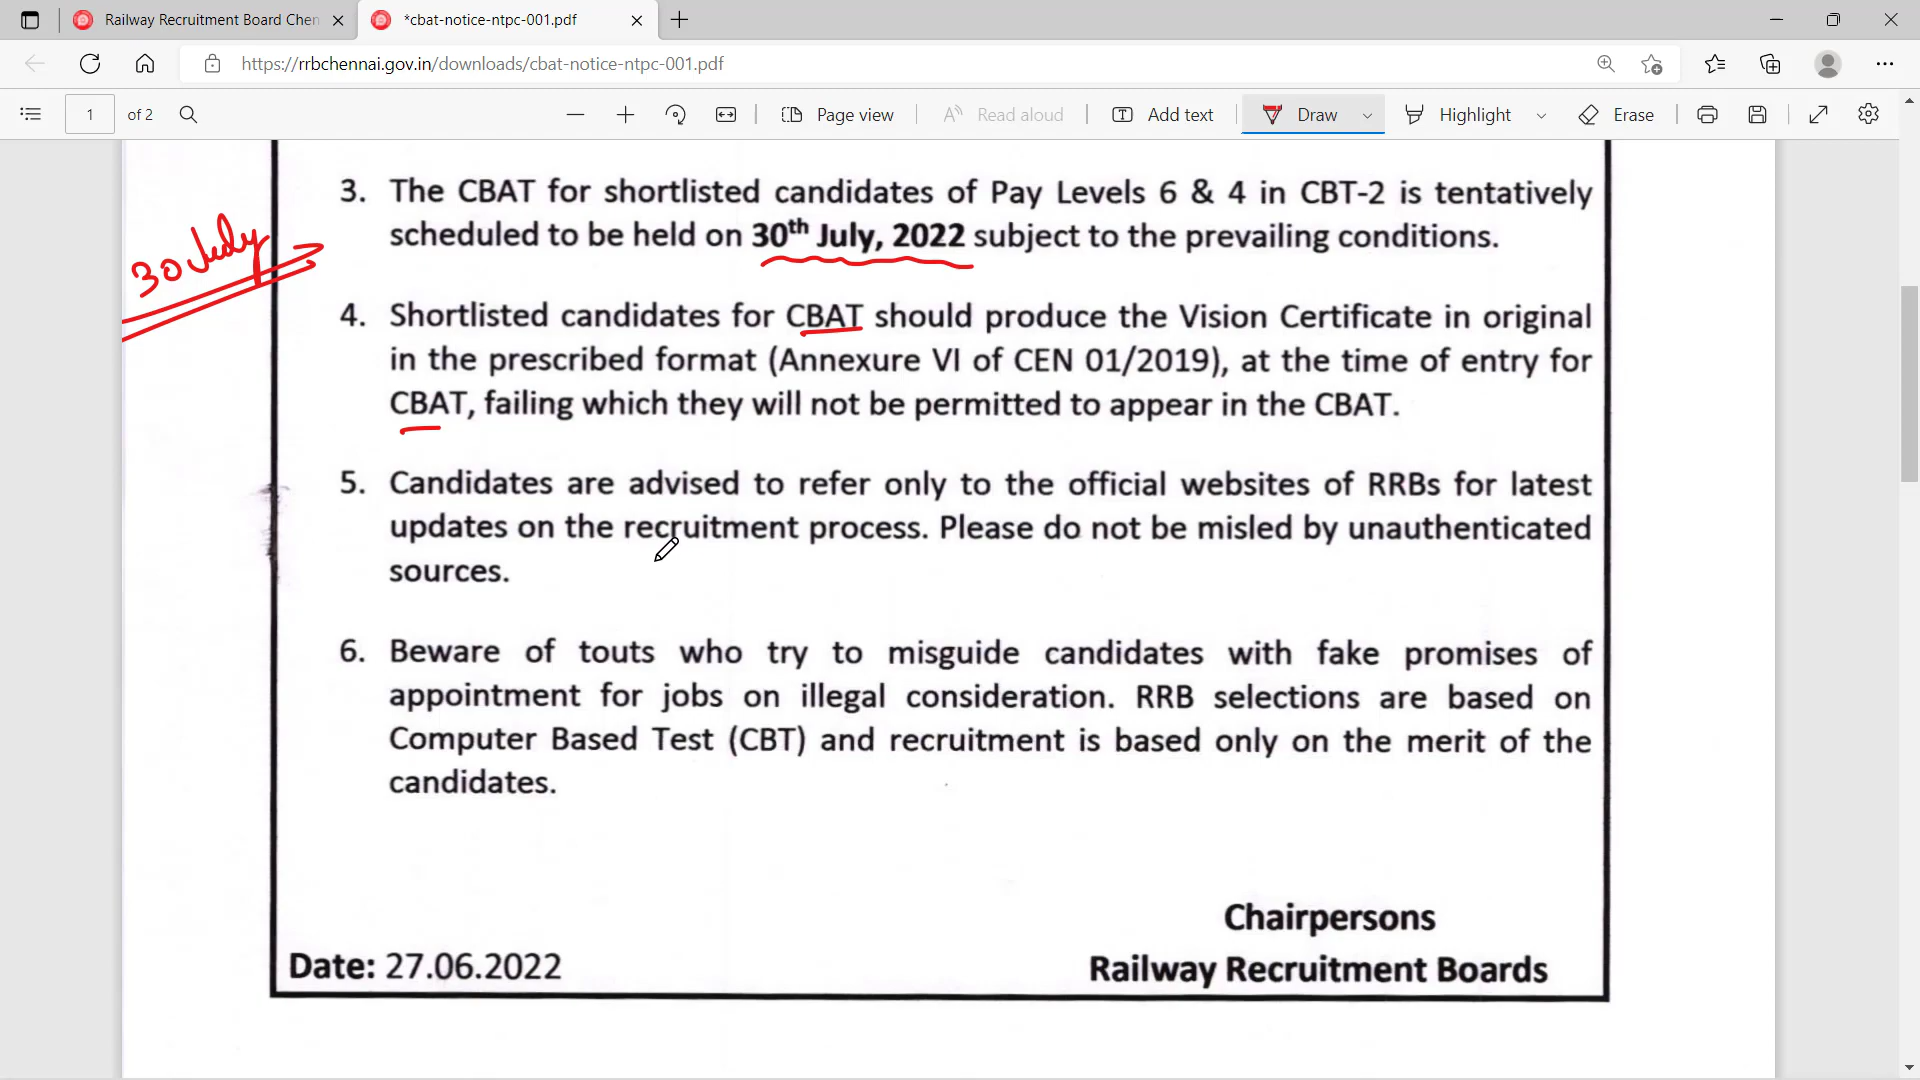 Railway Recruitment Board Chen
*cbat-notice-ntpc-001.pdf
https://rrbchennai.gov.in/downloads/cbat-notice-ntpc-001.pdf
1 of 2
Page view
Read aloud
Add text
Draw
Highlight
Erase
3. The CBAT for shortlisted candidates of Pay Levels 6 & 4 in CBT-2 is tentatively
scheduled to be held on 30th July, 2022 subject to the prevailing conditions.
30 July
4. Shortlisted candidates for CBAT should produce the Vision Certificate in original
in the prescribed format (Annexure VI of CEN 01/2019), at the time of entry for
CBAT, failing which they will not be permitted to appear in the CBAT.
5. Candidates are advised to refer only to the official websites of RRBs for latest
updates on the recruitment process. Please do not be misled by unauthenticated
sources.
6. Beware of touts who try to misguide candidates with fake promises of
appointment for jobs on illegal consideration. RRB selections are based on
Computer Based Test (CBT) and recruitment is based only on the merit of the
candidates.
Chairpersons
Date: 27.06.2022
Railway Recruitment Boards